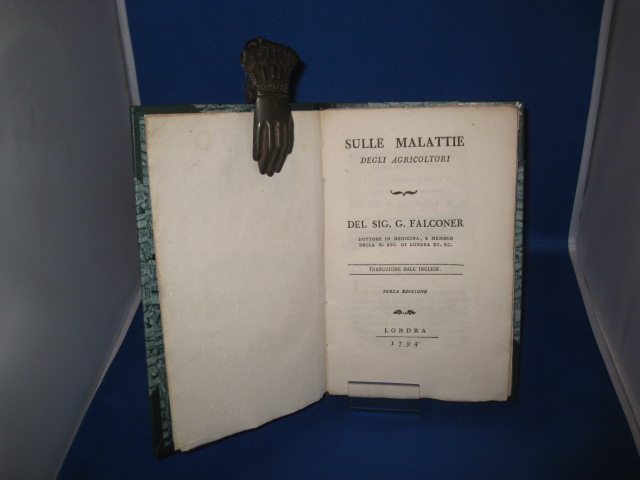 SULLE MALATTIE
DEGLI AGRICOLTORI
DEL SIG. G. FALCONER
DOTTORE IN MEDICINA, E MEMBRO
DELLA R. SOC. DI LONDRA EC. EC.
TRADUZIONE DELL' INGLESE.
TERZA EDIZIONE
LONDRA
1794